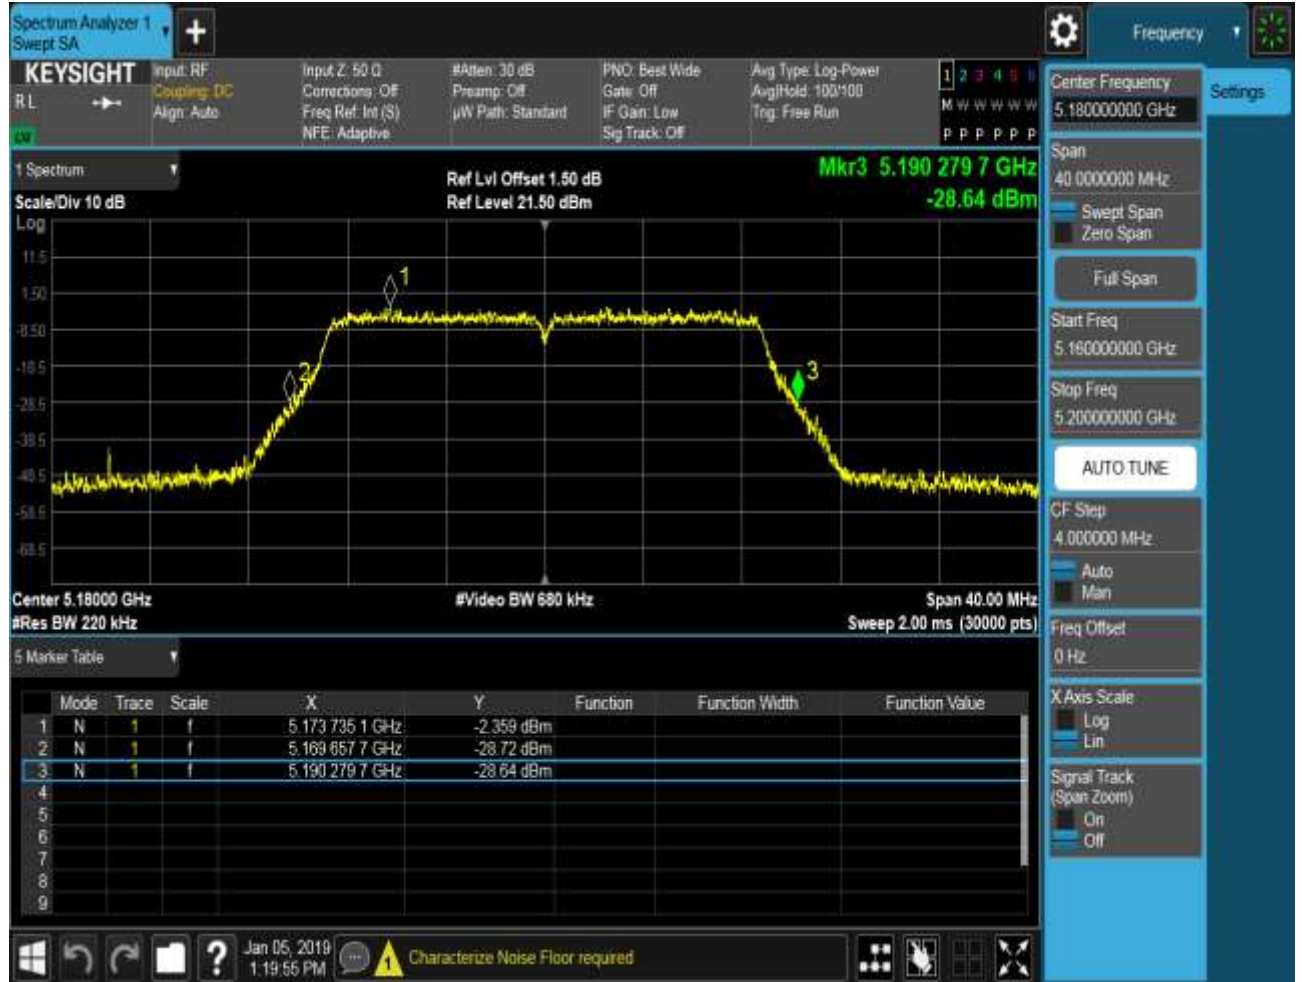 Spectrum Analyzer 1
Swept SA
+
Frequency
KEYSIGHT
RL
Input: RF
Coupling: DC
Align: Auto
Input Z: 50 Ω
Corrections: Off
Freq Ref: Int (S)
NFE: Adaptive
#Atten: 30 dB
Preamp: Off
µW Path: Standard
PNO: Best Wide
Gate: Off
IF Gain: Low
Sig Track: Off
Avg Type: Log-Power
Avg|Hold: 100/100
Trig: Free Run
1 2 3 4 5 6
M W W W W W
P P P P P P
1 Spectrum
Scale/Div 10 dB
Ref Lvl Offset 1.50 dB
Ref Level 21.50 dBm
Mkr3 5.190 279 7 GHz
-28.64 dBm
Log
11.5
1.50
-8.50
-18.5
-28.5
-38.5
-48.5
-58.5
-68.5
1
2
3
Center 5.18000 GHz
#Res BW 220 kHz
#Video BW 680 kHz
Span 40.00 MHz
Sweep 2.00 ms (30000 pts)
5 Marker Table
Mode Trace Scale X Y Function Function Width Function Value
1 N 1 f 5.173 735 1 GHz -2.359 dBm
2 N 1 f 5.169 657 7 GHz -28.72 dBm
3 N 1 f 5.190 279 7 GHz -28.64 dBm
4
5
6
7
8
9
?
Jan 05, 2019
1:19:55 PM
1
Characterize Noise Floor required
Center Frequency
5.180000000 GHz
Settings
Span
40.0000000 MHz
Swept Span
Zero Span
Full Span
Start Freq
5.160000000 GHz
Stop Freq
5.200000000 GHz
AUTO TUNE
CF Step
4.000000 MHz
Auto
Man
Freq Offset
0 Hz
X Axis Scale
Log
Lin
Signal Track
(Span Zoom)
On
Off